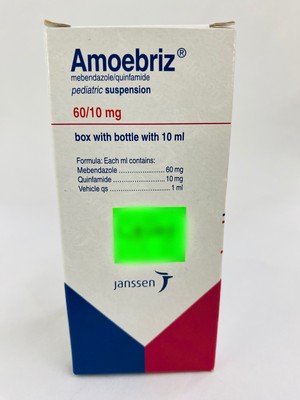 Amoebriz®
mebendazole/quinfamide
pediatric suspension
60/10 mg
box with bottle with 10 ml
Formula: Each ml contains:
Mebendazole .................... 60 mg
Quinfamide ...................... 10 mg
Vehicle qs ........................ 1 ml
janssen